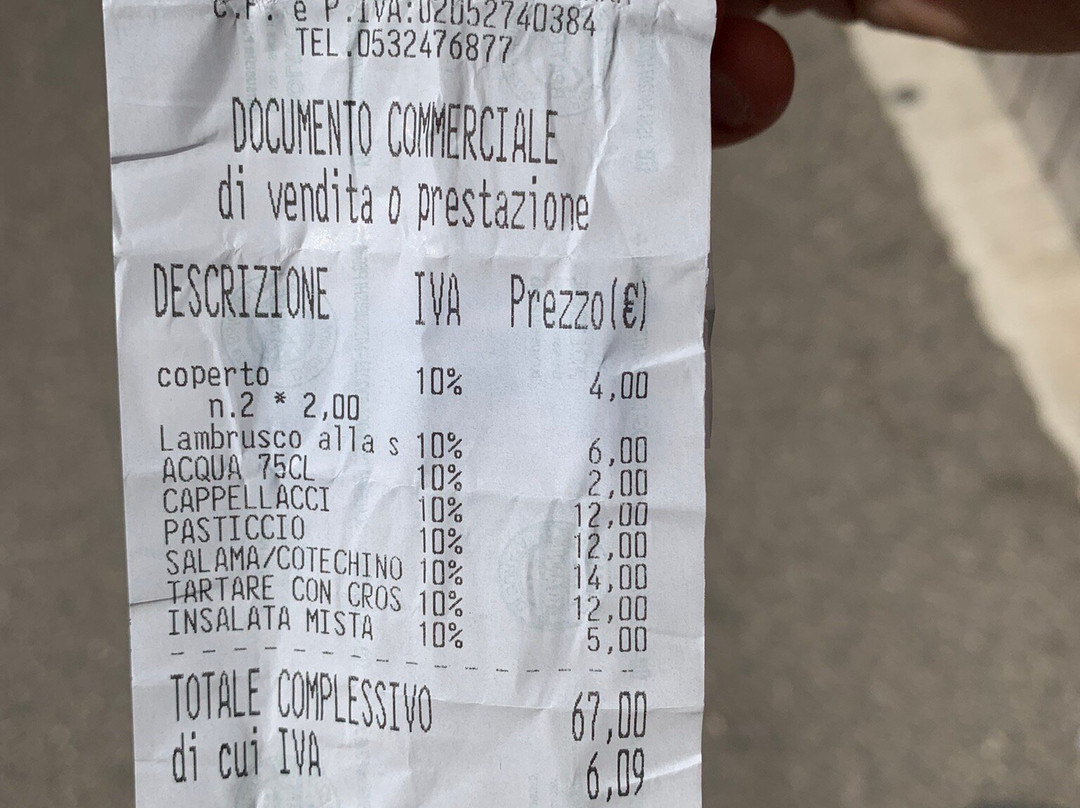 C.F. e P.IVA:02052740384
TEL.0532476877
DOCUMENTO COMMERCIALE
di vendita o prestazione
DESCRIZIONE IVA Prezzo(€)
coperto 10% 4,00
n.2 * 2,00
Lambrusco alla s 10% 6,00
ACQUA 75CL 10% 2,00
CAPPELLACCI 10% 12,00
PASTICCIO 10% 12,00
SALAMA/COTECHINO 10% 14,00
TARTARE CON CROS 10% 12,00
INSALATA MISTA 10% 5,00
TOTALE COMPLESSIVO 67,00
di cui IVA 6,09